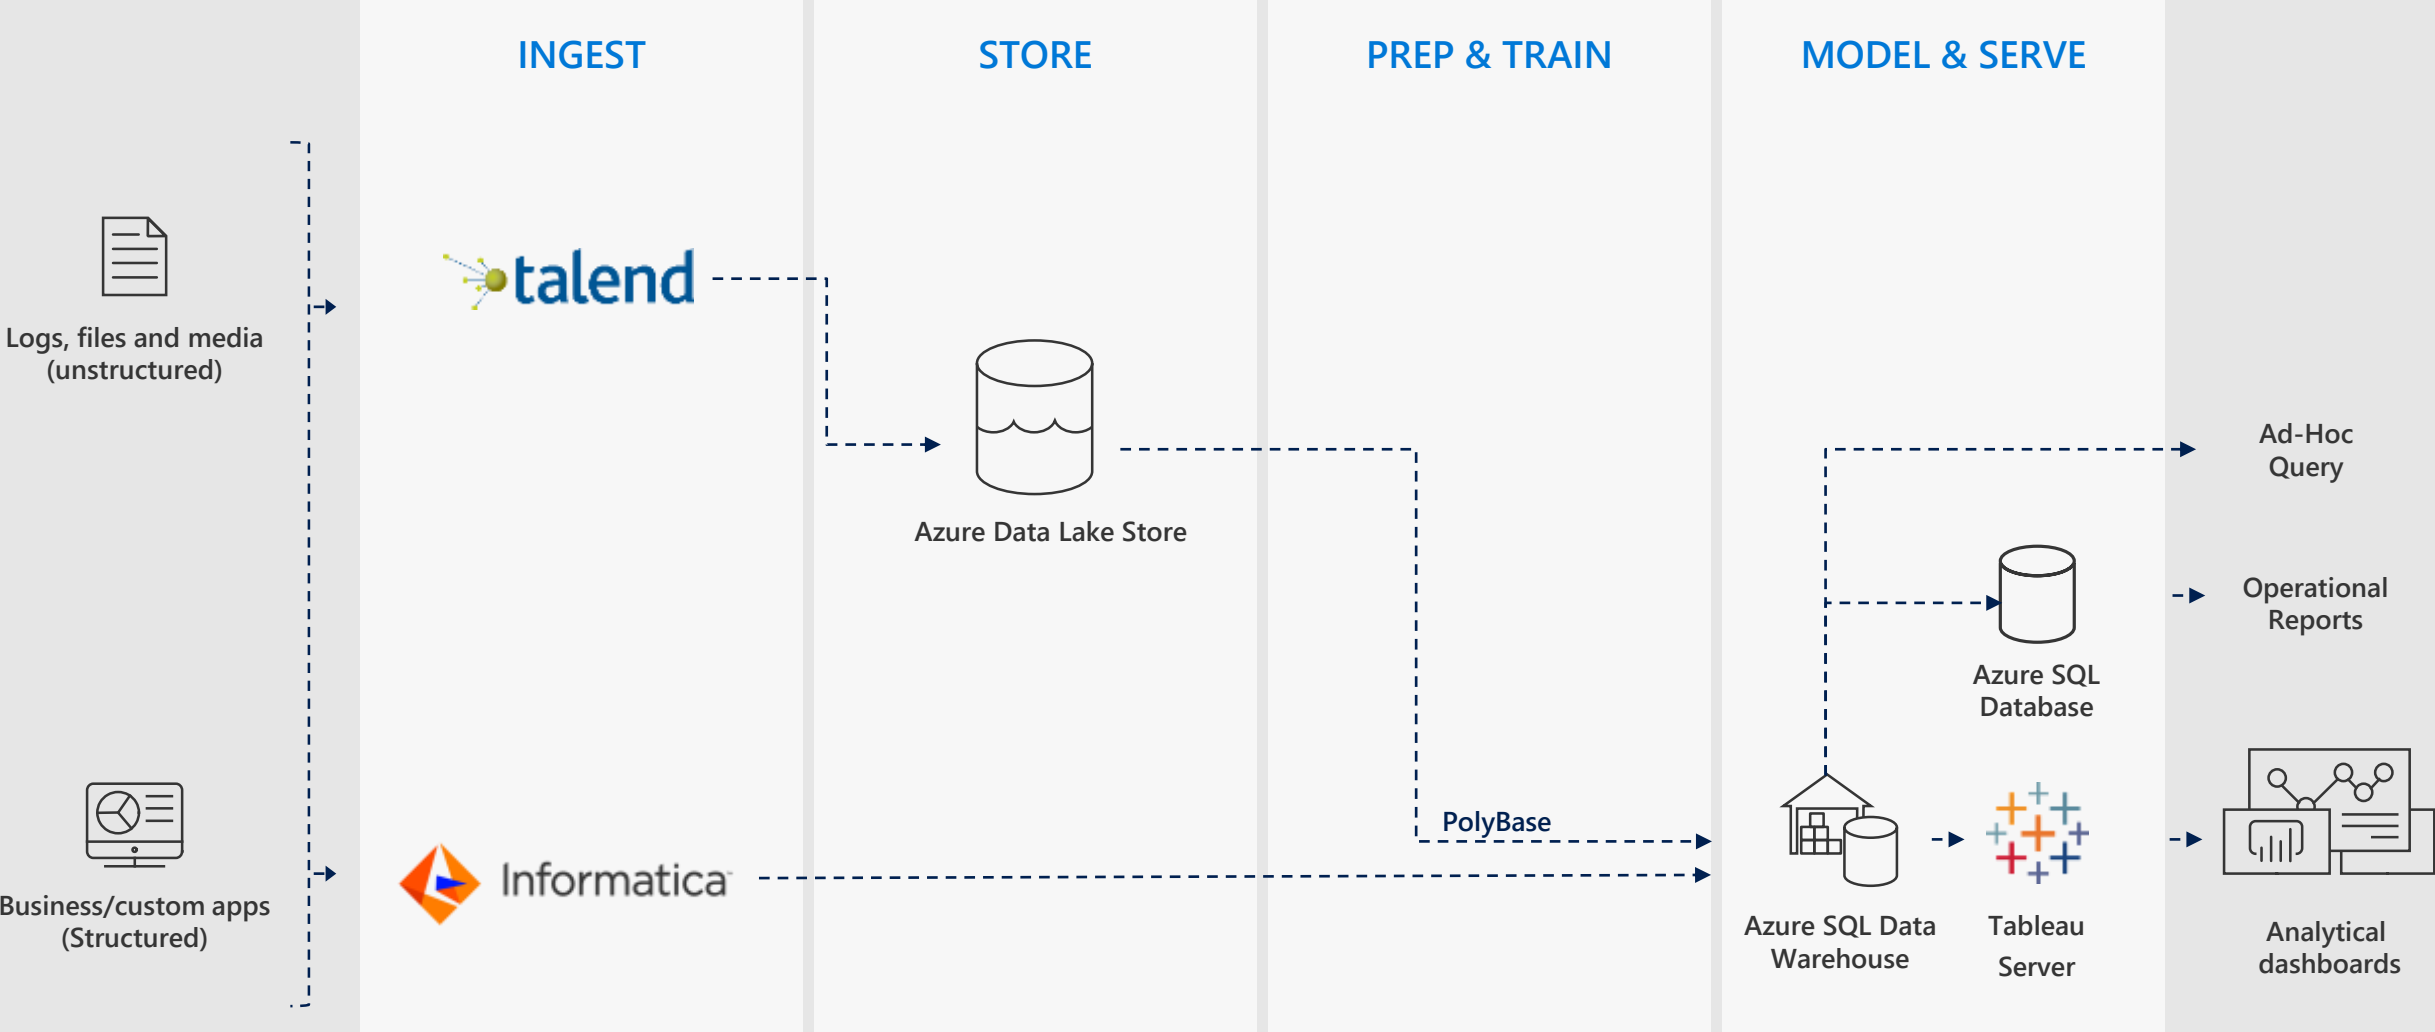 INGEST
STORE
PREP & TRAIN
MODEL & SERVE
Logs, files and media
(unstructured)
talend
Azure Data Lake Store
Ad-Hoc
Query
Operational
Reports
Azure SQL
Database
PolyBase
Business/custom apps
(Structured)
Informatica
Azure SQL Data
Warehouse
Tableau
Server
Analytical
dashboards